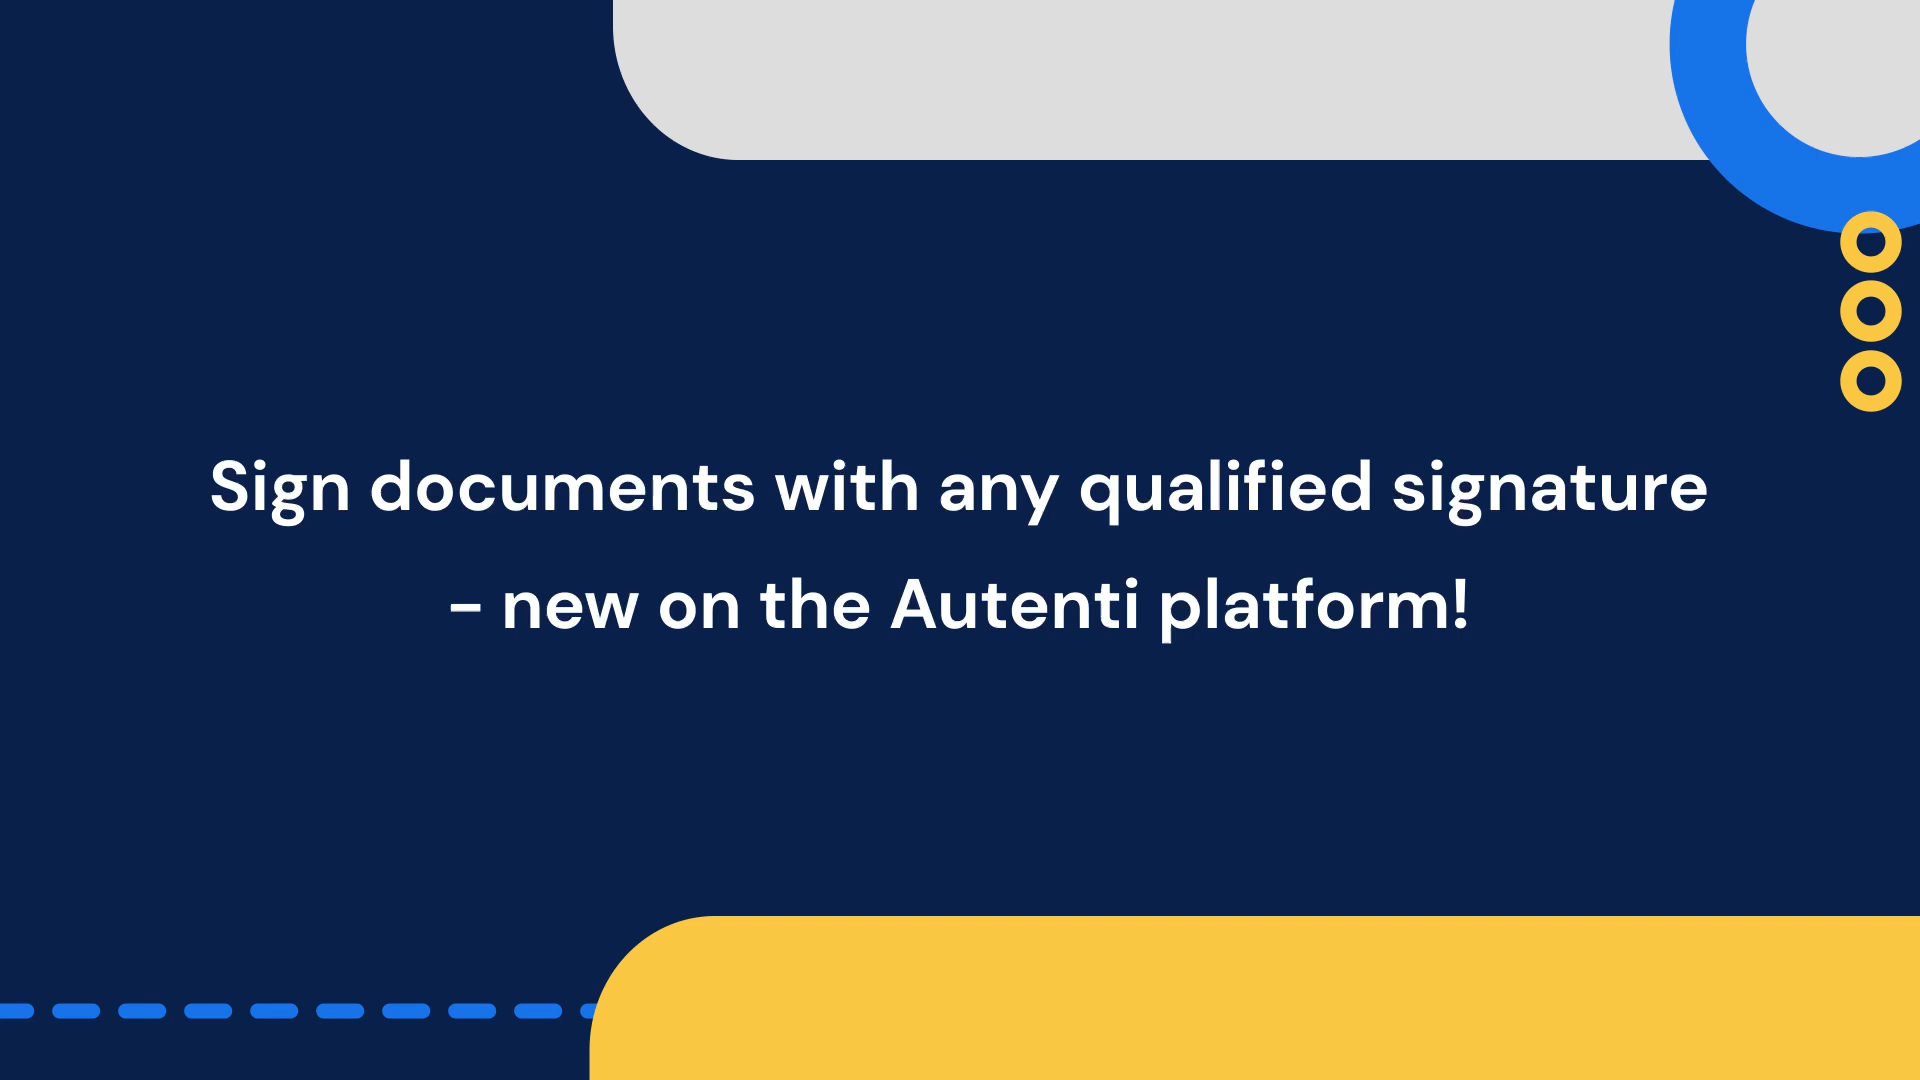 Sign documents with any qualified signature
– new on the Autenti platform!